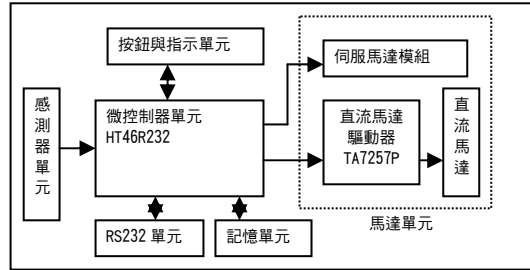 按鈕與指示單元
伺服馬達模組
感測器單元
微控制器單元
HT46R232
直流馬達
驅動器
TA7257P
直流馬達
馬達單元
RS232 單元
記憶單元